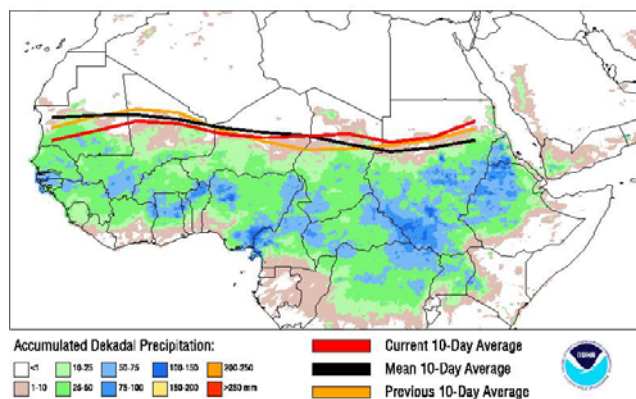 Accumulated Dekadal Precipitation:
<1 10-25 50-75 100-150 200-250
1-10 25-50 75-100 150-200 >250 mm
Current 10-Day Average
Mean 10-Day Average
Previous 10-Day Average
NOAA